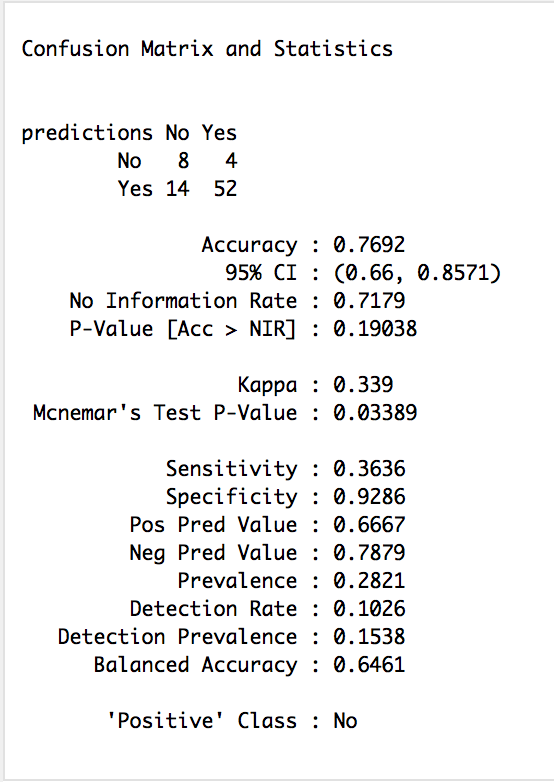 Confusion Matrix and Statistics
predictions No Yes
No 8 4
Yes 14 52
Accuracy : 0.7692
95% CI : (0.66, 0.8571)
No Information Rate : 0.7179
P-Value [Acc > NIR] : 0.19038
Kappa : 0.339
Mcnemar's Test P-Value : 0.03389
Sensitivity : 0.3636
Specificity : 0.9286
Pos Pred Value : 0.6667
Neg Pred Value : 0.7879
Prevalence : 0.2821
Detection Rate : 0.1026
Detection Prevalence : 0.1538
Balanced Accuracy : 0.6461
'Positive' Class : No